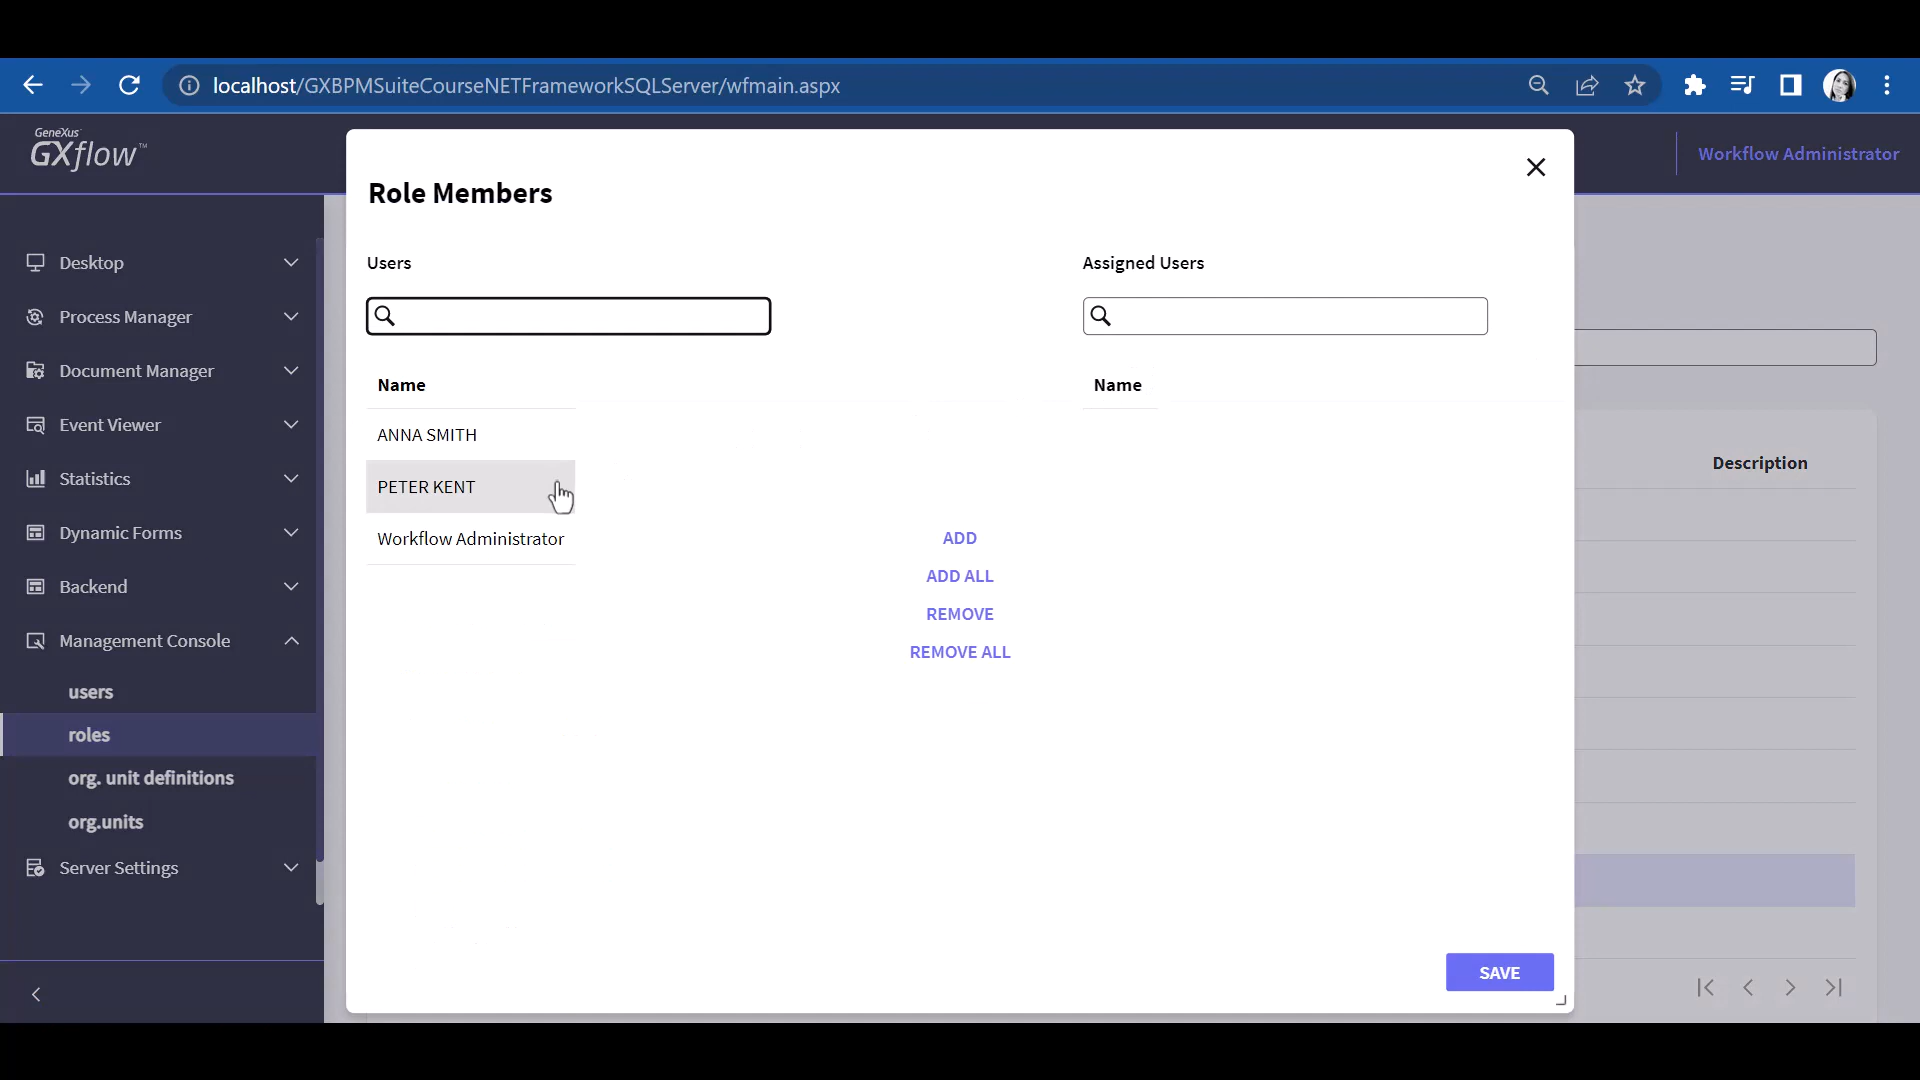 localhost/GXBPMSuiteCourseNETFrameworkSQLServer/wfmain.aspx
GeneXus
GXflow™
Workflow Administrator
Role Members
Users
Assigned Users
Name
Name
ANNA SMITH
PETER KENT
Workflow Administrator
ADD
ADD ALL
REMOVE
REMOVE ALL
SAVE
Description
Desktop
Process Manager
Document Manager
Event Viewer
Statistics
Dynamic Forms
Backend
Management Console
users
roles
org. unit definitions
org.units
Server Settings